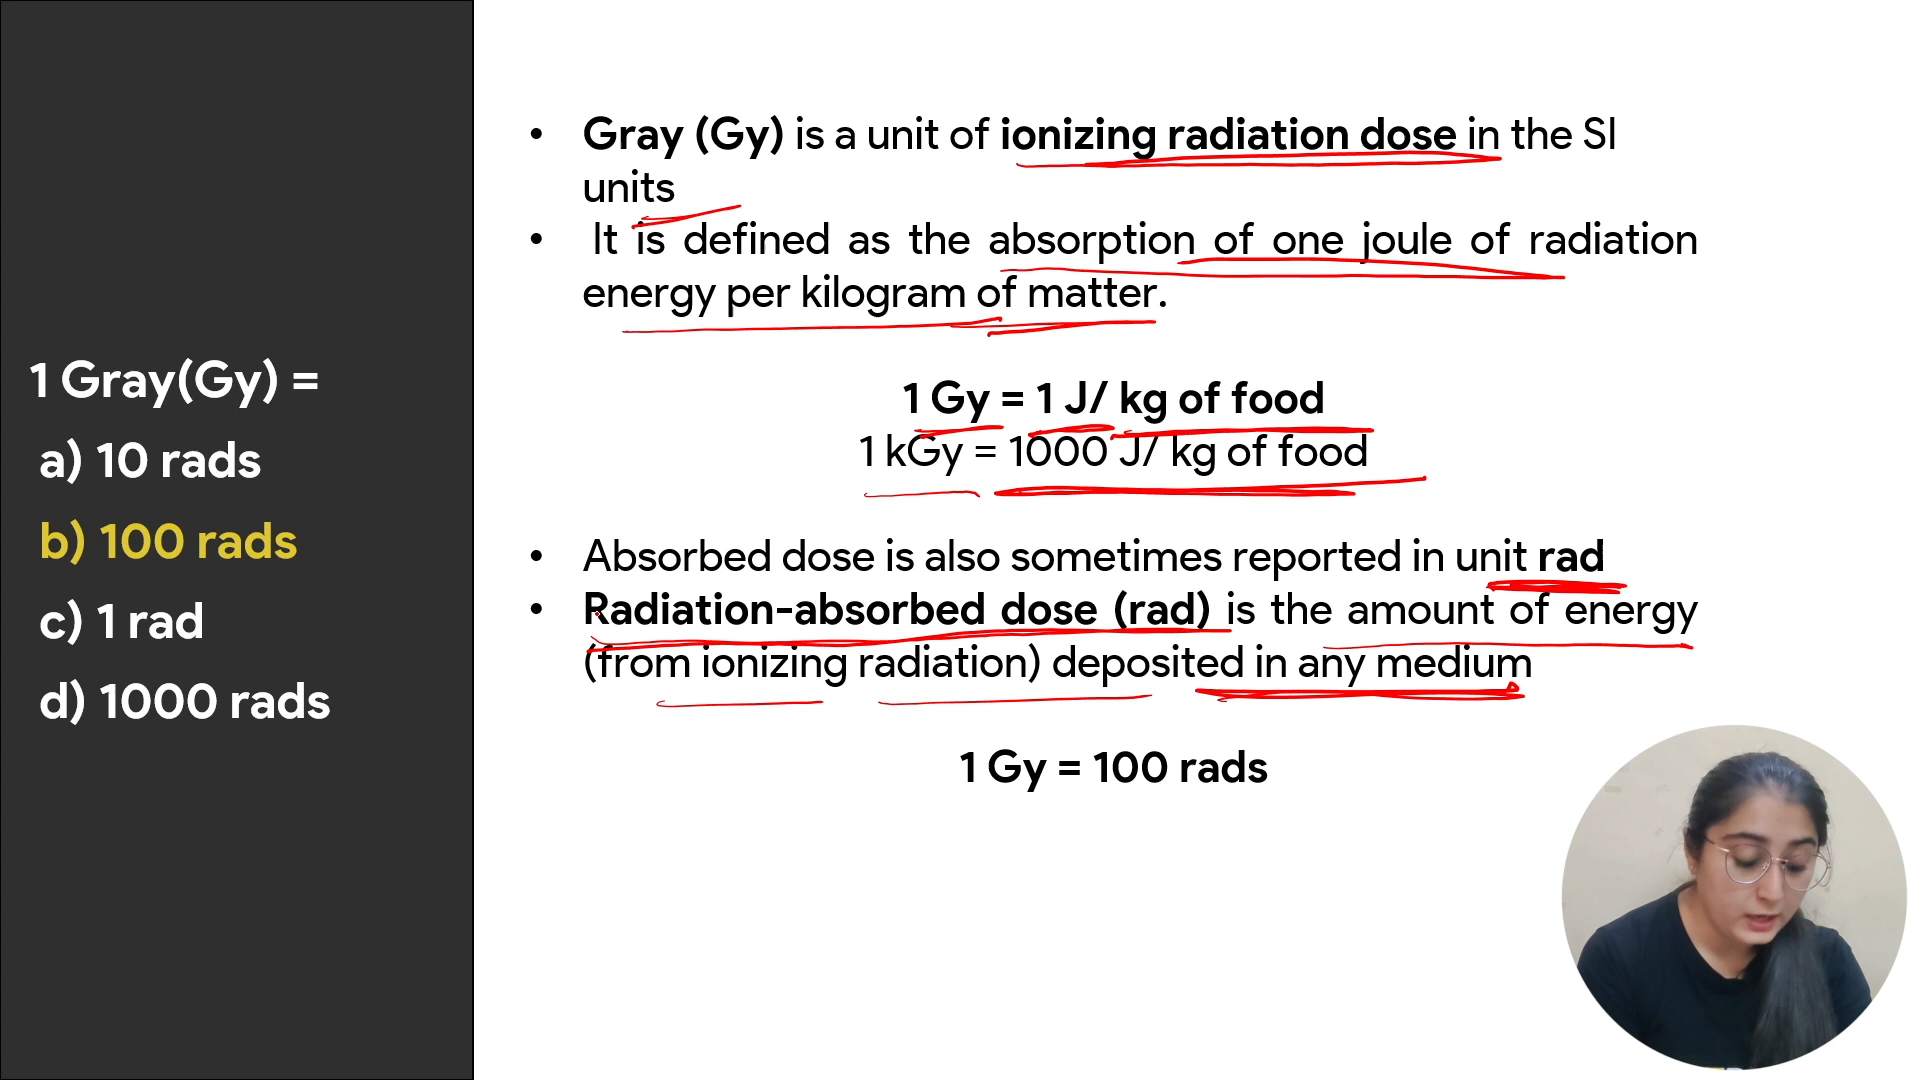 1 Gray(Gy) =
a) 10 rads
b) 100 rads
c) 1 rad
d) 1000 rads
• Gray (Gy) is a unit of ionizing radiation dose in the SI
units
• It is defined as the absorption of one joule of radiation
energy per kilogram of matter.
1 Gy = 1 J/ kg of food
1 kGy = 1000 J/ kg of food
• Absorbed dose is also sometimes reported in unit rad
• Radiation-absorbed dose (rad) is the amount of energy
(from ionizing radiation) deposited in any medium
1 Gy = 100 rads